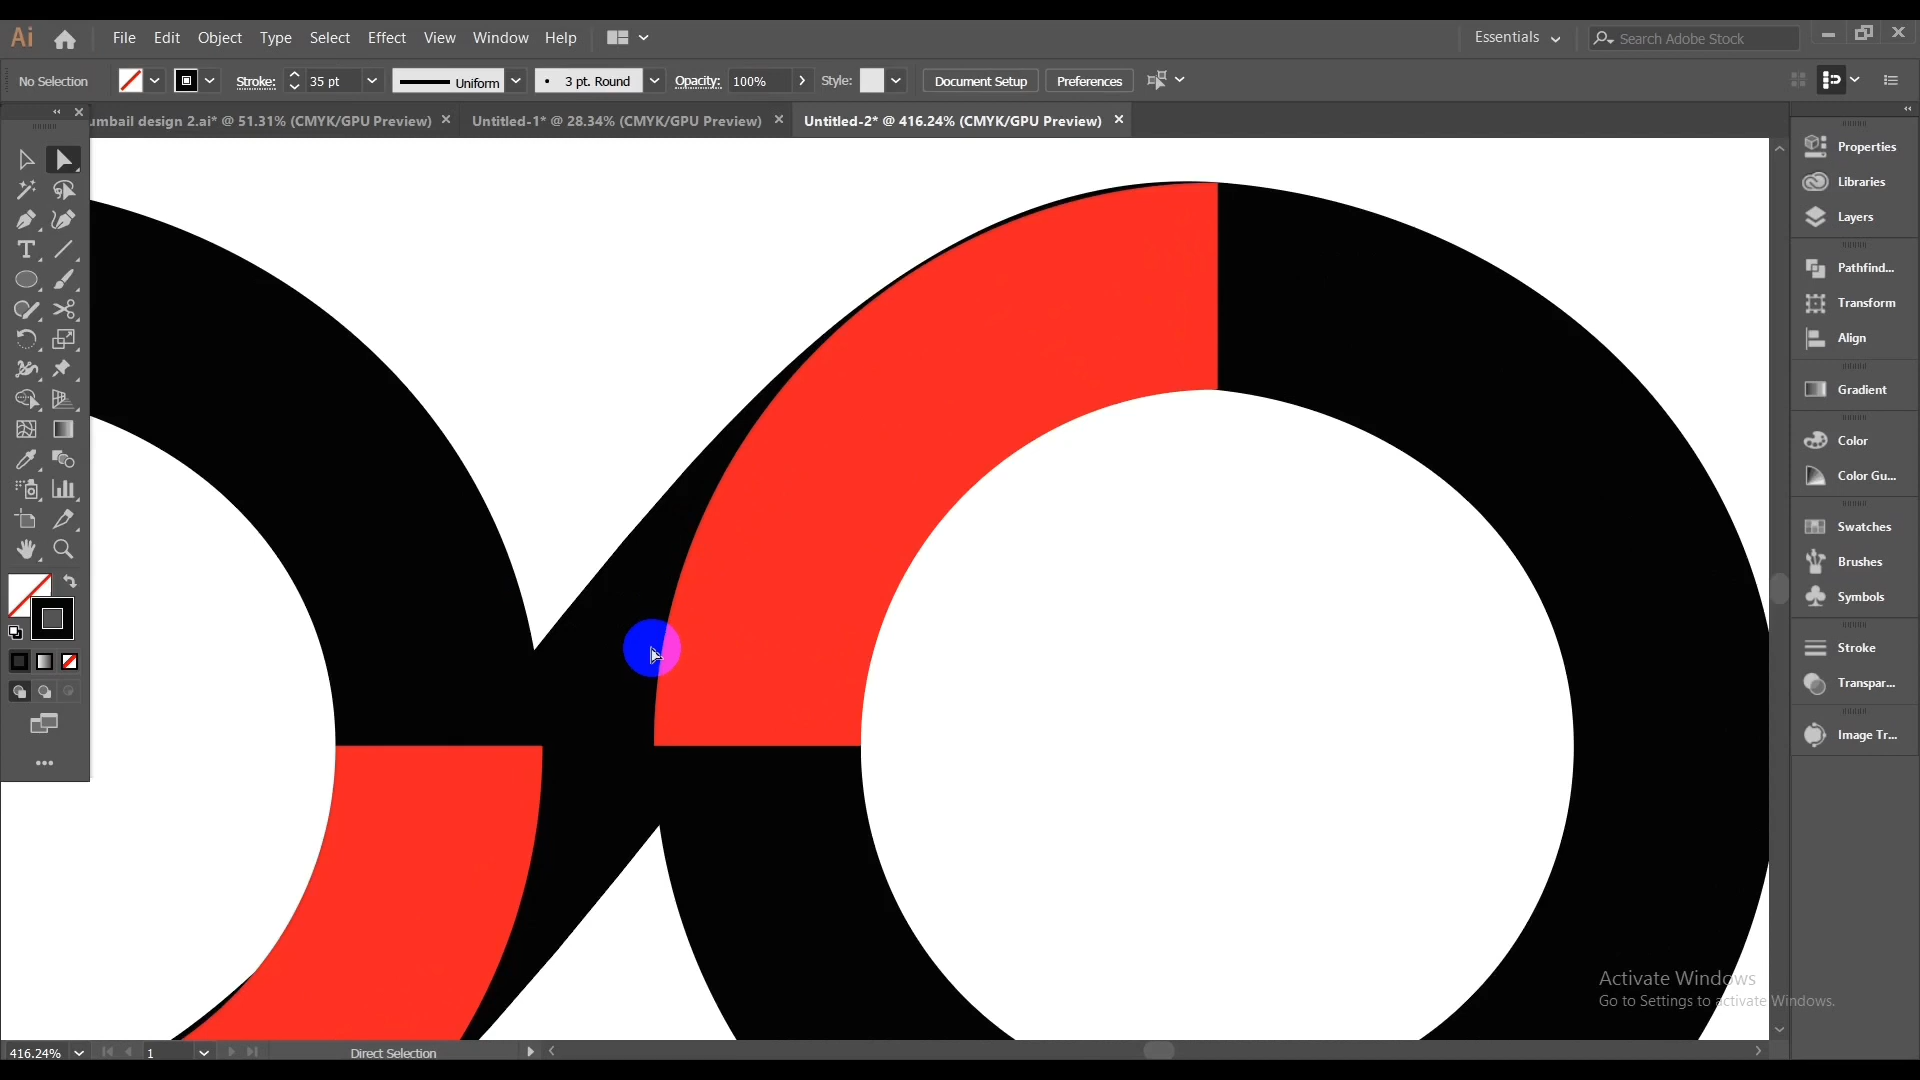 Ai File Edit Object Type Select Effect View Window Help Essentials Search Adobe Stock
No Selection Stroke: 35 pt Uniform 3 pt. Round Opacity: 100% Style: Document Setup Preferences
umbail design 2.ai* @ 51.31% (CMYK/GPU Preview) Untitled-1* @ 28.34% (CMYK/GPU Preview) Untitled-2* @ 416.24% (CMYK/GPU Preview)
Properties
Libraries
Layers
Pathfind...
Transform
Align
Gradient
Color
Color Gu...
Swatches
Brushes
Symbols
Stroke
Transpar...
Image Tr...
Activate Windows
Go to Settings to activate Windows.
416.24% 1 Direct Selection